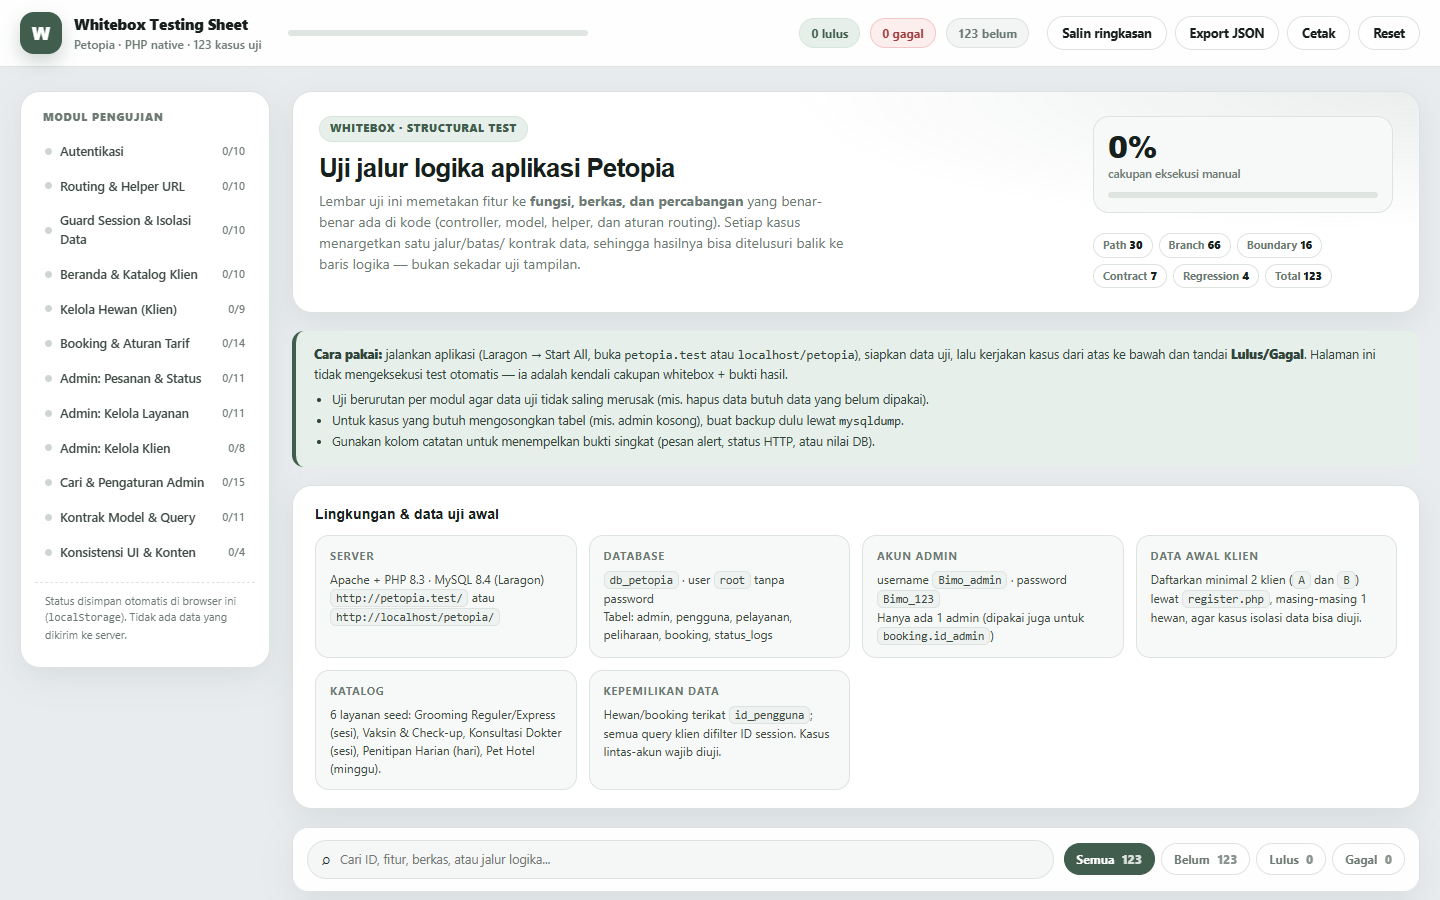 W
Whitebox Testing Sheet
Petopia · PHP native · 123 kasus uji
0 lulus
0 gagal
123 belum
Salin ringkasan
Export JSON
Cetak
Reset
MODUL PENGUJIAN
Autentikasi 0/10
Routing & Helper URL 0/10
Guard Session & Isolasi
Data 0/10
Beranda & Katalog Klien 0/10
Kelola Hewan (Klien) 0/9
Booking & Aturan Tarif 0/14
Admin: Pesanan & Status 0/11
Admin: Kelola Layanan 0/11
Admin: Kelola Klien 0/8
Cari & Pengaturan Admin 0/15
Kontrak Model & Query 0/11
Konsistensi UI & Konten 0/4
Status disimpan otomatis di browser ini
(localStorage). Tidak ada data yang
dikirim ke server.
WHITEBOX · STRUCTURAL TEST
Uji jalur logika aplikasi Petopia
Lembar uji ini memetakan fitur ke fungsi, berkas, dan percabangan yang benar-
benar ada di kode (controller, model, helper, dan aturan routing). Setiap kasus
menargetkan satu jalur/batas/ kontrak data, sehingga hasilnya bisa ditelusuri balik ke
baris logika — bukan sekadar uji tampilan.
0%
cakupan eksekusi manual
Path 30
Branch 66
Boundary 16
Contract 7
Regression 4
Total 123
Cara pakai: jalankan aplikasi (Laragon → Start All, buka petopia.test atau localhost/petopia), siapkan data uji, lalu kerjakan kasus dari atas ke bawah dan tandai Lulus/Gagal. Halaman ini
tidak mengeksekusi test otomatis — ia adalah kendali cakupan whitebox + bukti hasil.
• Uji berurutan per modul agar data uji tidak saling merusak (mis. hapus data butuh data yang belum dipakai).
• Untuk kasus yang butuh mengosongkan tabel (mis. admin kosong), buat backup dulu lewat mysqldump.
• Gunakan kolom catatan untuk menempelkan bukti singkat (pesan alert, status HTTP, atau nilai DB).
Lingkungan & data uji awal
SERVER
Apache + PHP 8.3 · MySQL 8.4 (Laragon)
http://petopia.test/ atau
http://localhost/petopia/
DATABASE
db_petopia · user root tanpa
password
Tabel: admin, pengguna, pelayanan,
peliharaan, booking, status_logs
AKUN ADMIN
username Bimo_admin · password
Bimo_123
Hanya ada 1 admin (dipakai juga untuk
booking.id_admin)
DATA AWAL KLIEN
Daftarkan minimal 2 klien (A dan B)
lewat register.php, masing-masing 1
hewan, agar kasus isolasi data bisa diuji.
KATALOG
6 layanan seed: Grooming Reguler/Express
(sesi), Vaksin & Check-up, Konsultasi Dokter
(sesi), Penitipan Harian (hari), Pet Hotel
(minggu).
KEPEMILIKAN DATA
Hewan/booking terikat id_pengguna;
semua query klien difilter ID session. Kasus
lintas-akun wajib diuji.
Cari ID, fitur, berkas, atau jalur logika...
Semua 123
Belum 123
Lulus 0
Gagal 0